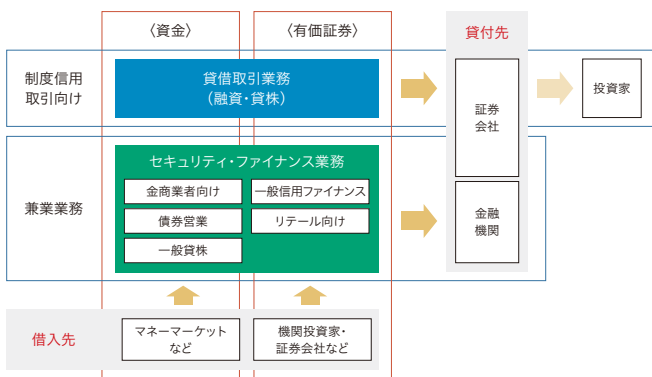 〈資金〉
〈有価証券〉
貸付先
制度信用
取引向け
貸借取引業務
（融資・貸株）
証券
会社
投資家
兼業業務
セキュリティ・ファイナンス業務
金商業者向け
一般信用ファイナンス
債券営業
リテール向け
一般貸株
金融
機関
借入先
マネーマーケット
など
機関投資家・
証券会社など